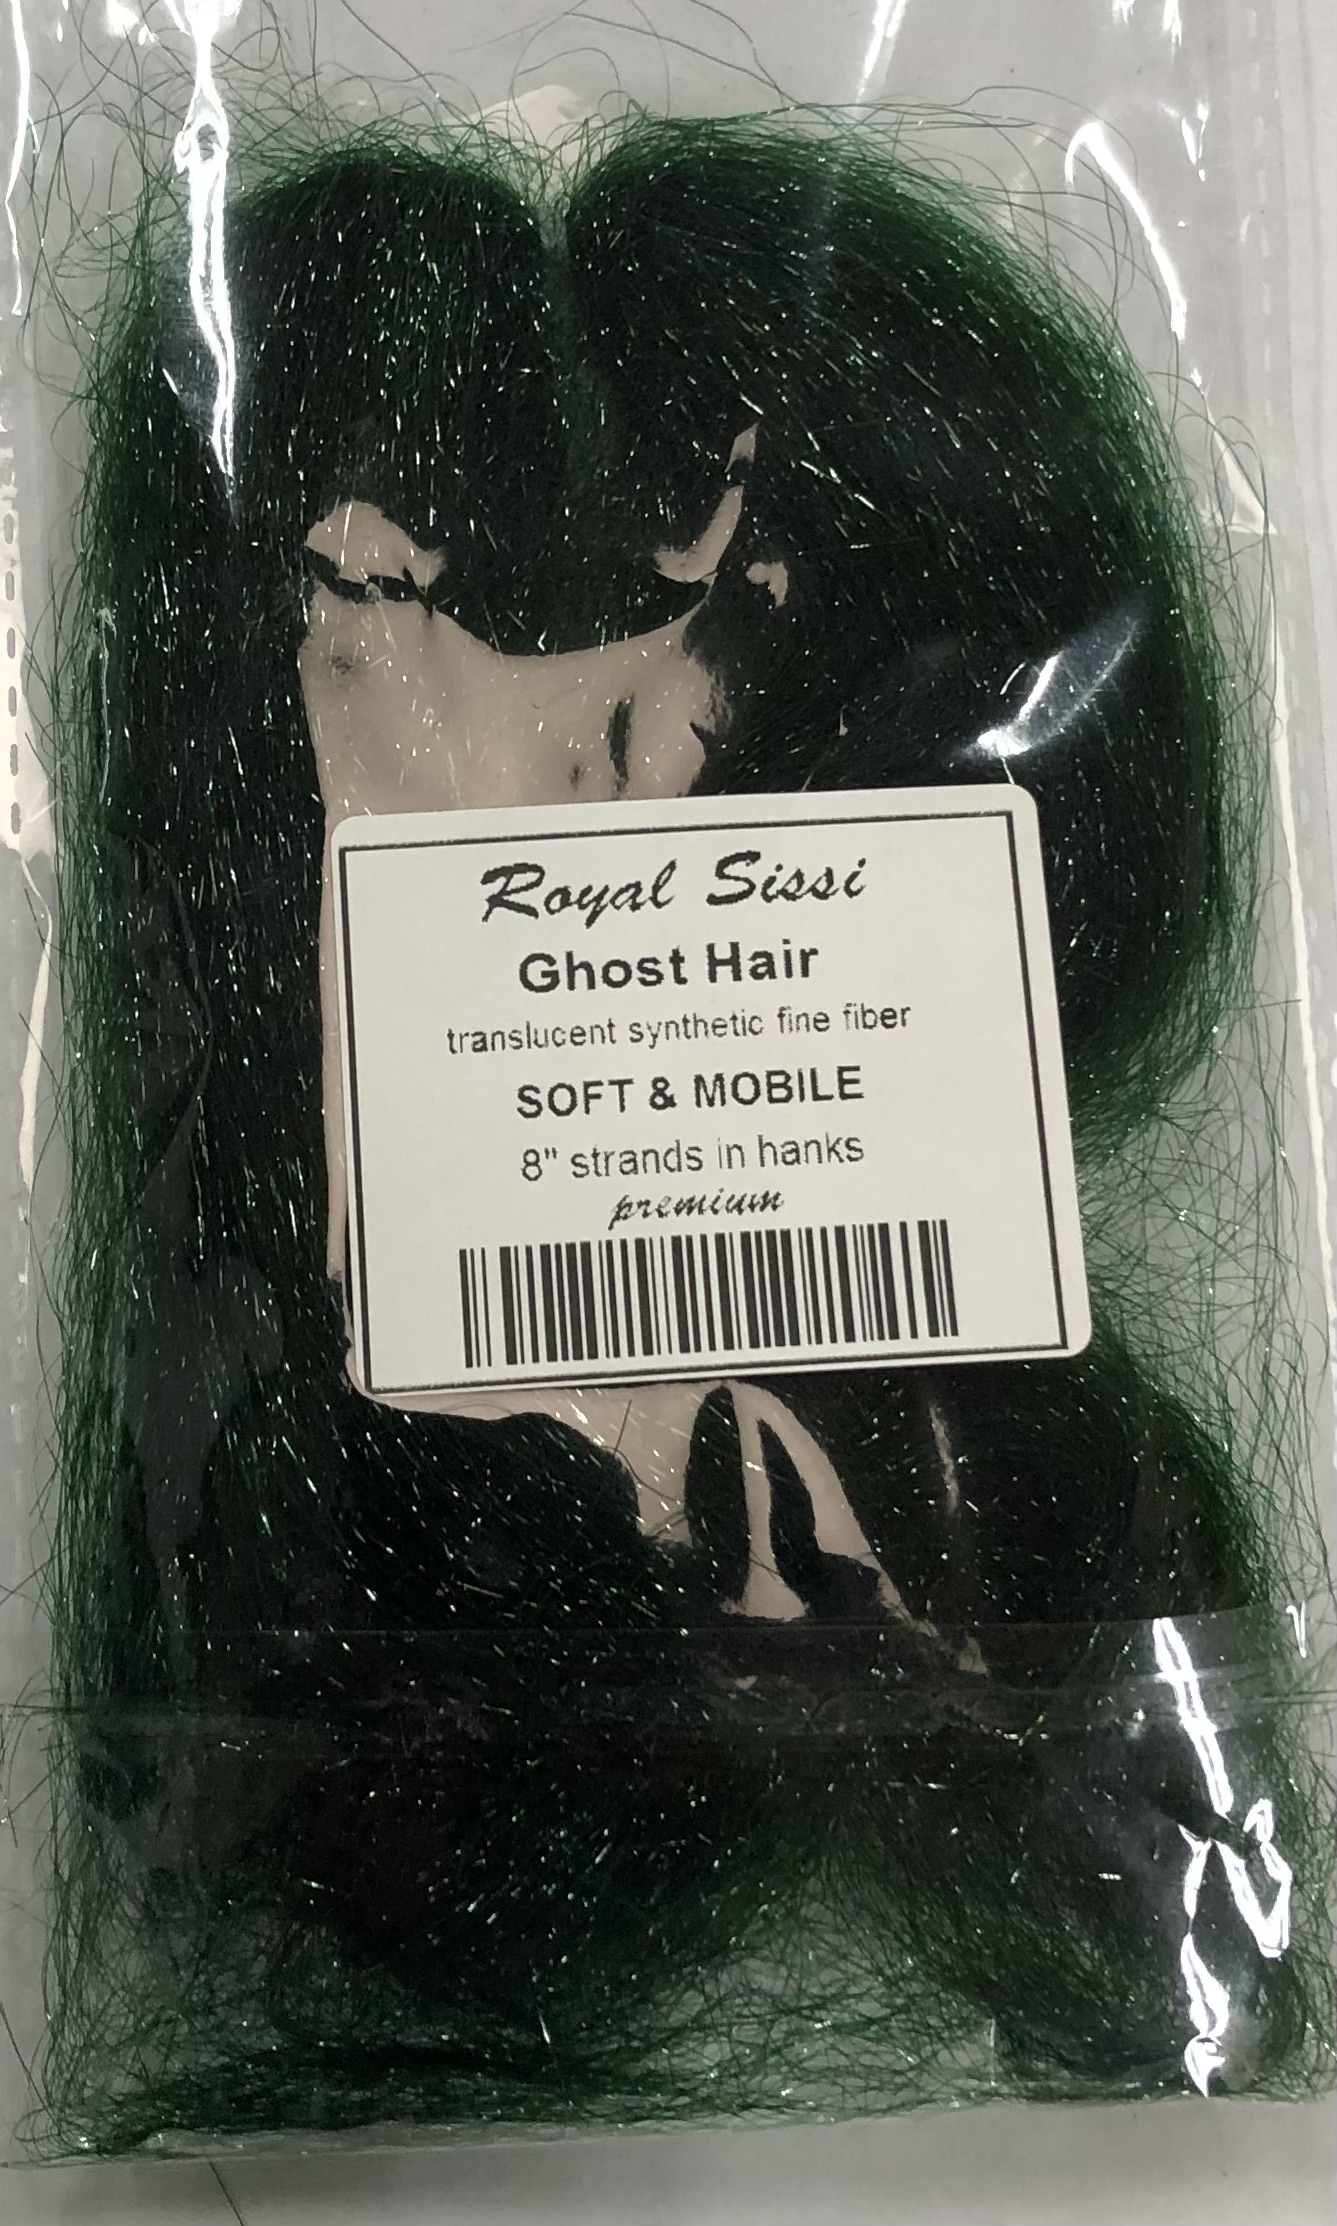 Royal Sissi
Ghost Hair
translucent synthetic fine fiber
SOFT & MOBILE
8" strands in hanks
premium